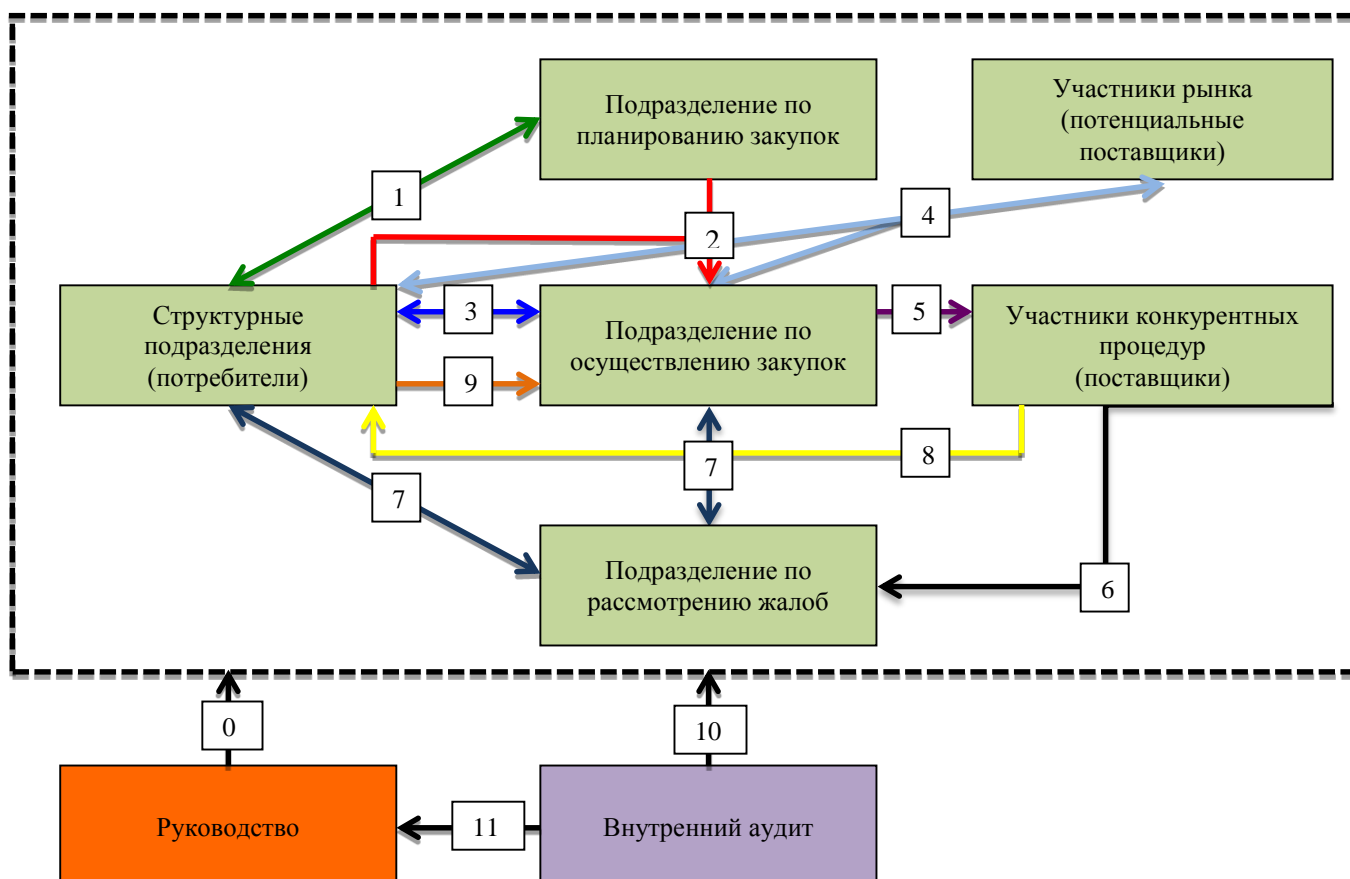 Подразделение по
планированию закупок
Участники рынка
(потенциальные
поставщики)
1
2
4
Структурные
подразделения
(потребители)
3
9
Подразделение по
осуществлению закупок
5
Участники конкурентных
процедур
(поставщики)
7
7
8
Подразделение по
рассмотрению жалоб
6
0
10
Руководство
11
Внутренний аудит